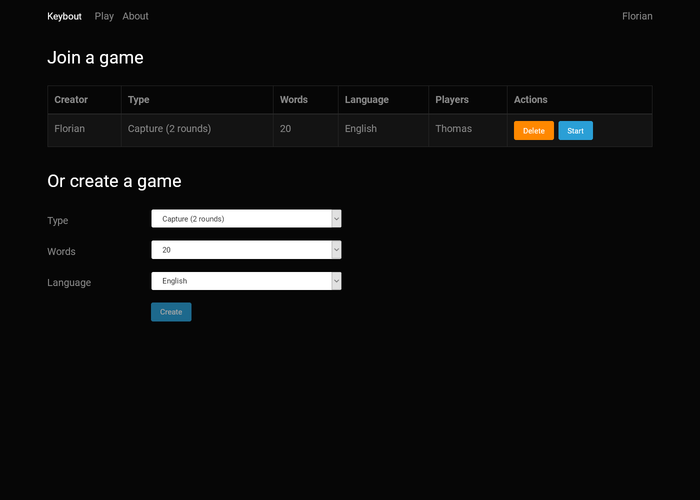 Keybout Play About Florian
Join a game
Creator Type Words Language Players Actions
Florian Capture (2 rounds) 20 English Thomas Delete Start
Or create a game
Type Capture (2 rounds)
Words 20
Language English
Create